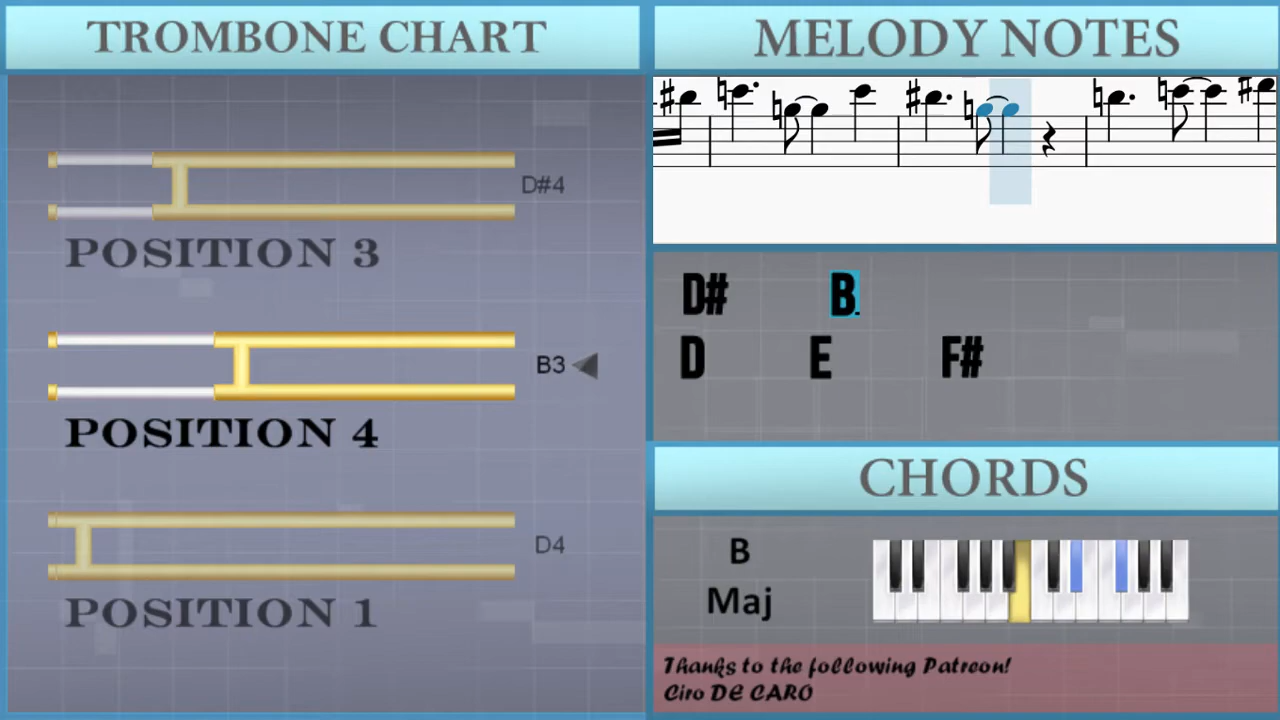 TROMBONE CHART
D#4
POSITION 3
B3
POSITION 4
D4
POSITION 1
MELODY NOTES
D# B
D E F#
CHORDS
B
Maj
Thanks to the following Patreon!
Ciro DE CARO